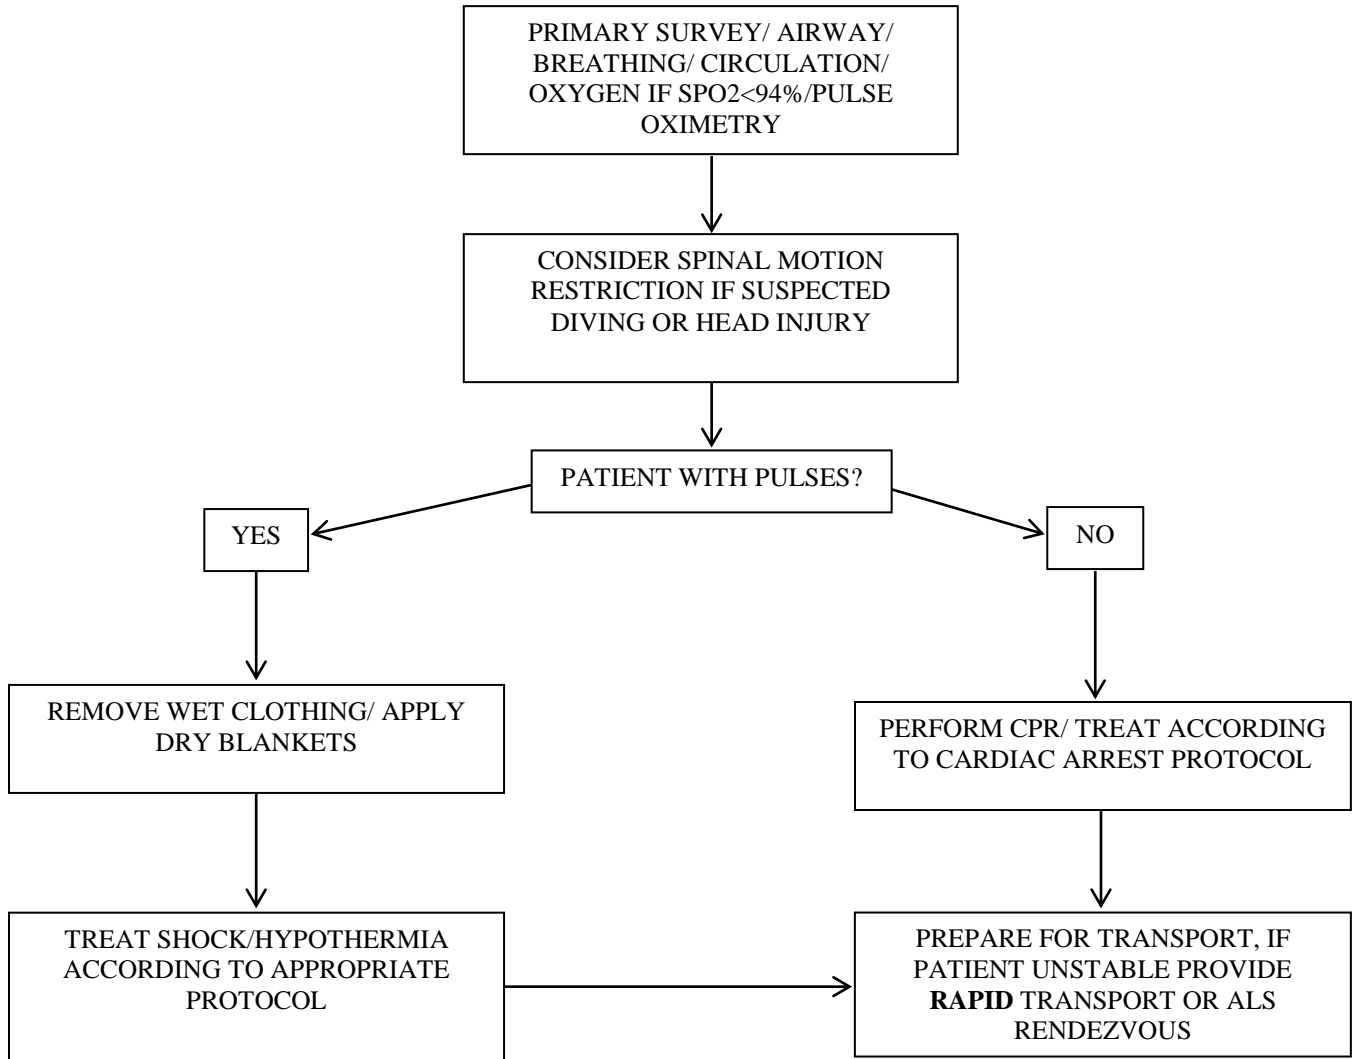 PRIMARY SURVEY/ AIRWAY/
BREATHING/ CIRCULATION/
OXYGEN IF SPO2<94%/PULSE
OXIMETRY
CONSIDER SPINAL MOTION
RESTRICTION IF SUSPECTED
DIVING OR HEAD INJURY
PATIENT WITH PULSES?
YES
NO
REMOVE WET CLOTHING/ APPLY
DRY BLANKETS
PERFORM CPR/ TREAT ACCORDING
TO CARDIAC ARREST PROTOCOL
TREAT SHOCK/HYPOTHERMIA
ACCORDING TO APPROPRIATE
PROTOCOL
PREPARE FOR TRANSPORT, IF
PATIENT UNSTABLE PROVIDE
RAPID TRANSPORT OR ALS
RENDEZVOUS